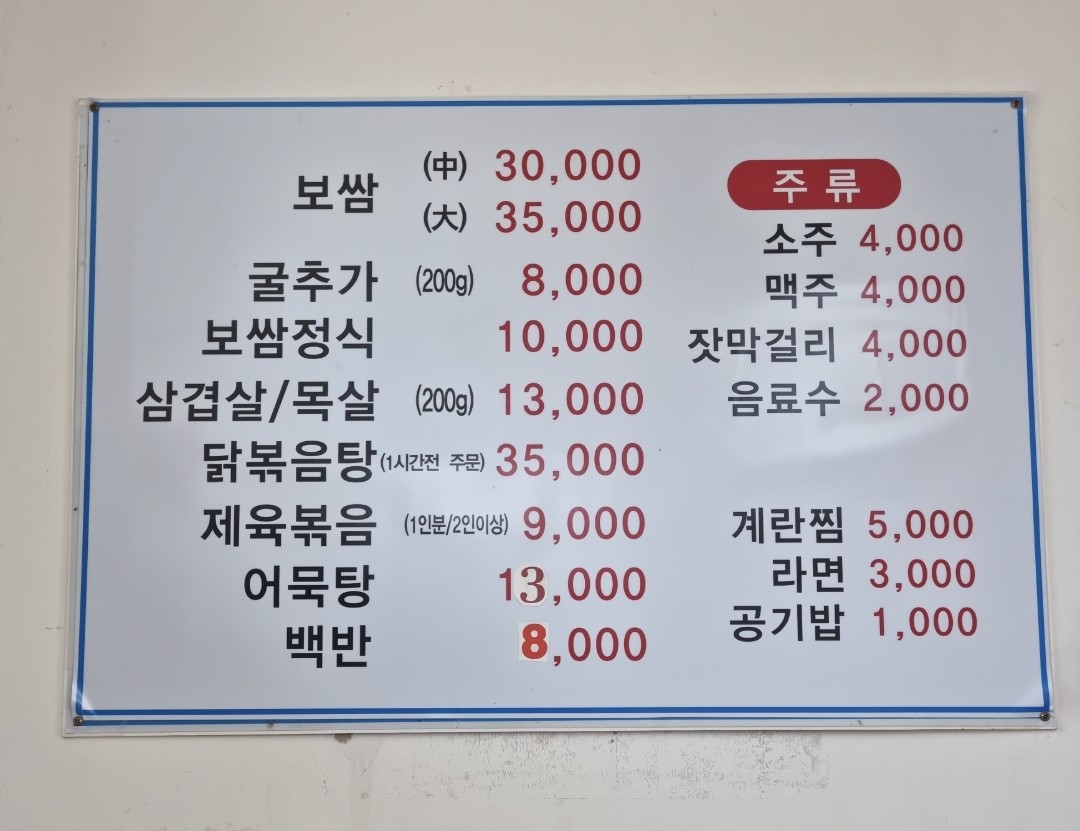 보쌈 (中) 30,000
(大) 35,000
굴추가 (200g) 8,000
보쌈정식 10,000
삼겹살/목살 (200g) 13,000
닭볶음탕 (1시간전 주문) 35,000
제육볶음 (1인분/2인이상) 9,000
어묵탕 13,000
백반 8,000
주류
소주 4,000
맥주 4,000
잣막걸리 4,000
음료수 2,000
계란찜 5,000
라면 3,000
공기밥 1,000